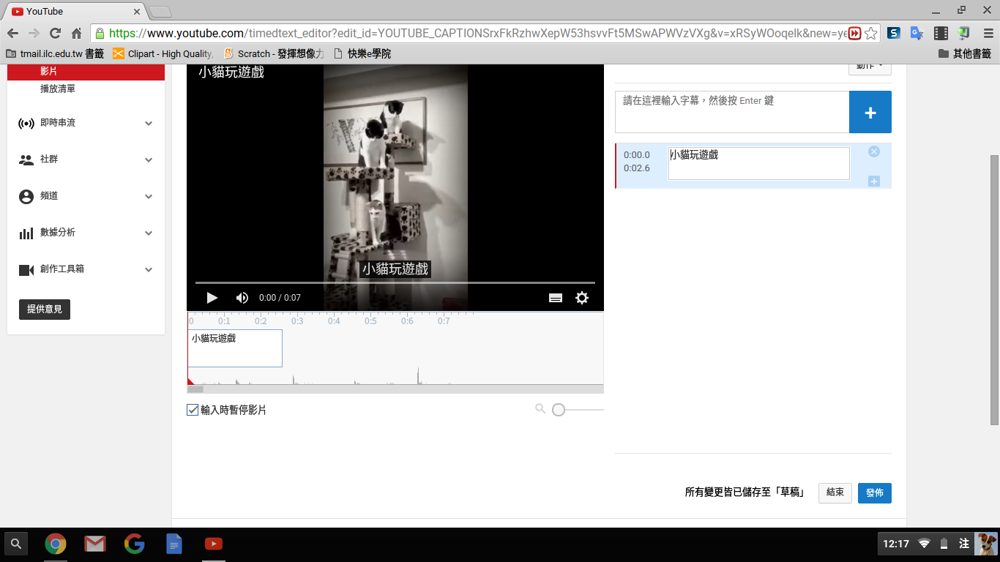 YouTube
https://www.youtube.com/timedtext_editor?edit_id=YOUTUBE_CAPTIONSrxFkRzhwXepW53hsvvFt5MSwAPWVzVXg&v=xRSyWOoqelk&new=ye
tmail.ilc.edu.tw 書籤
Clipart - High Quality,
Scratch - 發揮想像力
快樂e學院
其他書籤
影片
播放清單
即時串流
社群
頻道
數據分析
創作工具箱
提供意見
小貓玩遊戲
小貓玩遊戲
0:00 / 0:07
0 0:1 0:2 0:3 0:4 0:5 0:6 0:7
小貓玩遊戲
輸入時暫停影片
動作
請在這裡輸入字幕，然後按 Enter 鍵
+
0:00.0
0:02.6
小貓玩遊戲
所有變更皆已儲存至「草稿」
結束
發佈
12:17
注